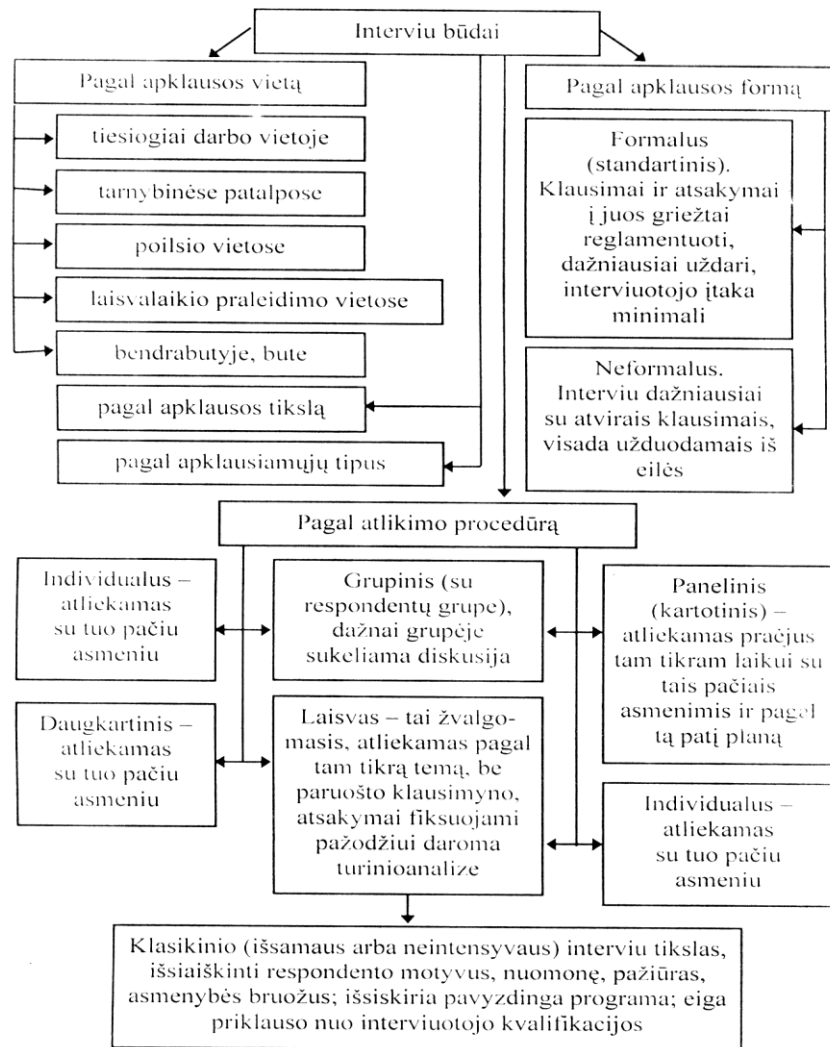 Interviu būdai
Pagal apklausos vietą
tiesiogiai darbo vietoje
tarnybinėse patalpose
poilsio vietose
laisvalaikio praleidimo vietose
bendrabutyje, bute
pagal apklausos tikslą
pagal apklausiamųjų tipus
Pagal apklausos formą
Formalus
(standartinis).
Klausimai ir atsakymai
į juos griežtai
reglamentuoti,
dažniausiai uždari,
interviuotojo įtaka
minimali
Neformalus.
Interviu dažniausiai
su atvirais klausimais,
visada užduodamais iš
eilės
Pagal atlikimo procedūrą
Individualus –
atliekamas
su tuo pačiu
asmeniu
Grupinis (su
respondentų grupe),
dažnai grupėje
sukeliama diskusija
Panelinis
(kartotinis) –
atliekamas praėjus
tam tikram laikui su
tais pačiais
asmenimis ir pagal
tą patį planą
Daugkartinis –
atliekamas
su tuo pačiu
asmeniu
Laisvas – tai žvalgo-
masis, atliekamas pagal
tam tikrą temą, be
paruošto klausimyno,
atsakymai fiksuojami
pažodžiui daroma
turinioanalize
Individualus –
atliekamas
su tuo pačiu
asmeniu
Klasikinio (išsamaus arba neintensyvaus) interviu tikslas,
išsiaiškinti respondento motyvus, nuomonę, pažiūras,
asmenybės bruožus; išsiskiria pavyzdinga programa; eiga
priklauso nuo interviuotojo kvalifikacijos